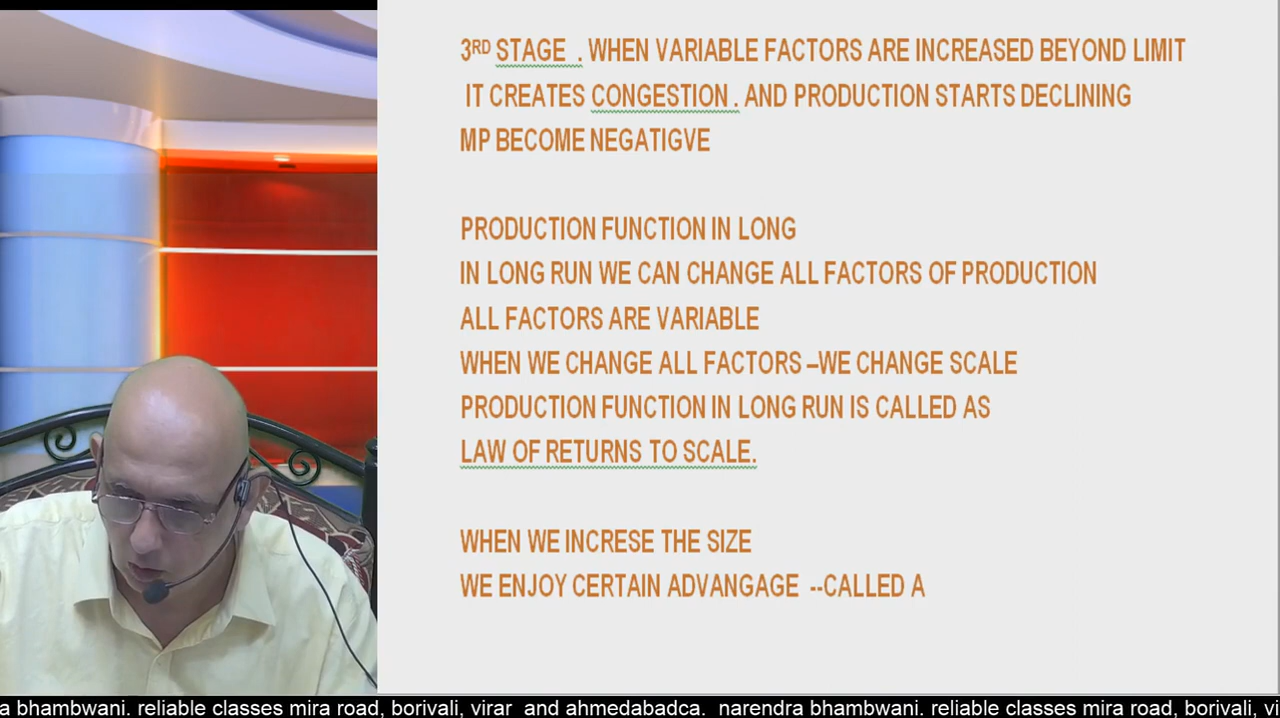 3RD STAGE . WHEN VARIABLE FACTORS ARE INCREASED BEYOND LIMIT
IT CREATES CONGESTION . AND PRODUCTION STARTS DECLINING
MP BECOME NEGATIGVE
PRODUCTION FUNCTION IN LONG
IN LONG RUN WE CAN CHANGE ALL FACTORS OF PRODUCTION
ALL FACTORS ARE VARIABLE
WHEN WE CHANGE ALL FACTORS –WE CHANGE SCALE
PRODUCTION FUNCTION IN LONG RUN IS CALLED AS
LAW OF RETURNS TO SCALE.
WHEN WE INCRESE THE SIZE
WE ENJOY CERTAIN ADVANGAGE --CALLED A
a bhambwani. reliable classes mira road, borivali, virar and ahmedabadca. narendra bhambwani. reliable classes mira road, borivali, vi